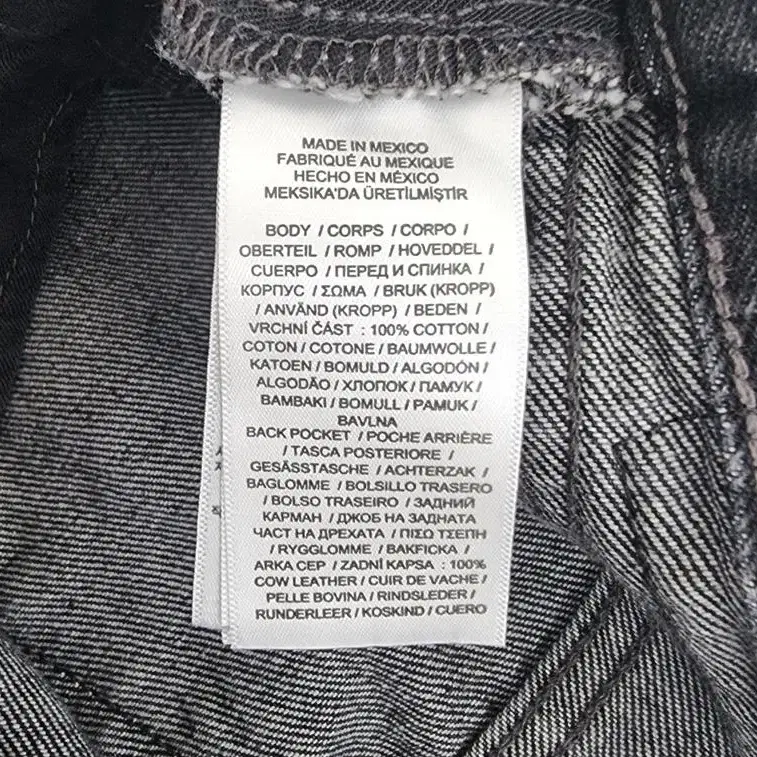 MADE IN MEXICO
FABRIQUÉ AU MEXIQUE
HECHO EN MÉXICO
MEKSIKA'DA ÜRETİLMİŞTİR
BODY / CORPS / CORPO /
OBERTEIL / ROMP / HOVEDDEL /
CUERPO / ПЕРЕД И СПИНКА /
КОРПУС / ΣΩΜΑ / BRUK (KROPP)
/ ANVÄND (KROPP) / BEDEN /
VRCHNÍ ČÁST : 100% COTTON /
COTON / COTONE / BAUMWOLLE /
KATOEN / BOMULD / ALGODÓN /
ALGODÃO / ХЛОПОК / ПАМУК /
BAMBAKI / BOMULL / PAMUK /
BAVLNA
BACK POCKET / POCHE ARRIÈRE
/ TASCA POSTERIORE /
GESÄSSTASCHE / ACHTERZAK /
BAGLOMME / BOLSILLO TRASERO
/ BOLSO TRASEIRO / ЗАДНИЙ
КАРМАН / ДЖОБ НА ЗАДНАТА
ЧАСТ НА ДРЕХАТА / ΠΙΣΩ ΤΣΕΠΗ
/ RYGGLOMME / BAKFICKA /
ARKA CEP / ZADNÍ KAPSA : 100%
COW LEATHER / CUIR DE VACHE /
PELLE BOVINA / RINDSLEDER /
RUNDERLEER / KOSKIND / CUERO